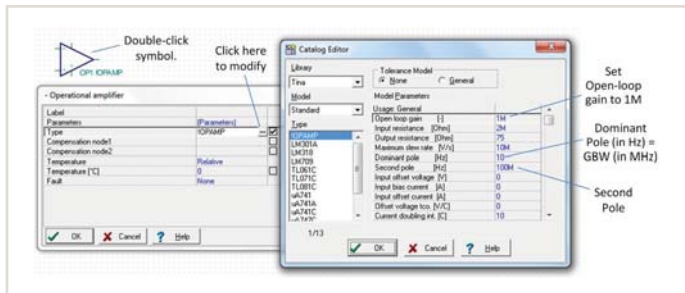 Double-click
symbol.
Click here
to modify
OP1 !OPAMP
- Operational amplifier
Label
Parameters (Parameters)
Type !OPAMP ...
Compensation node1
Compensation node2
Temperature Relative
Temperature [°C] 0
Fault None
OK Cancel ? Help
Catalog Editor
Library
Tina
Model
Standard
Type
!OPAMP
LM301A
LM318
LM709
TL061C
TL071C
TL081C
uA741
uA741A
uA741C
uA747C
1/13
Tolerance Model
None General
Model Parameters
Usage: General
Open-loop gain [-] 1M
Input resistance [Ohm] 2M
Output resistance [Ohm] 75
Maximum slew rate [V/s] 10M
Dominant pole [Hz] 10
Second pole [Hz] 100M
Input offset voltage [V] 0
Input bias current [A] 0
Input offset current [A] 0
Offset voltage tco. [V/C] 0
Current doubling int. [C] 10
OK Cancel ? Help
Set
Open-loop
gain to 1M
Dominant
Pole (in Hz) =
GBW (in MHz)
Second
Pole